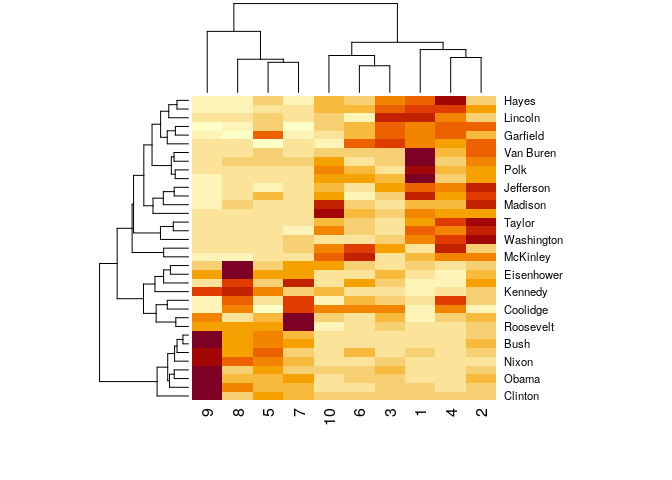 Hayes
Lincoln
Garfield
Van Buren
Polk
Jefferson
Madison
Taylor
Washington
McKinley
Eisenhower
Kennedy
Coolidge
Roosevelt
Bush
Nixon
Obama
Clinton
9 8 5 7 10 6 3 1 4 2